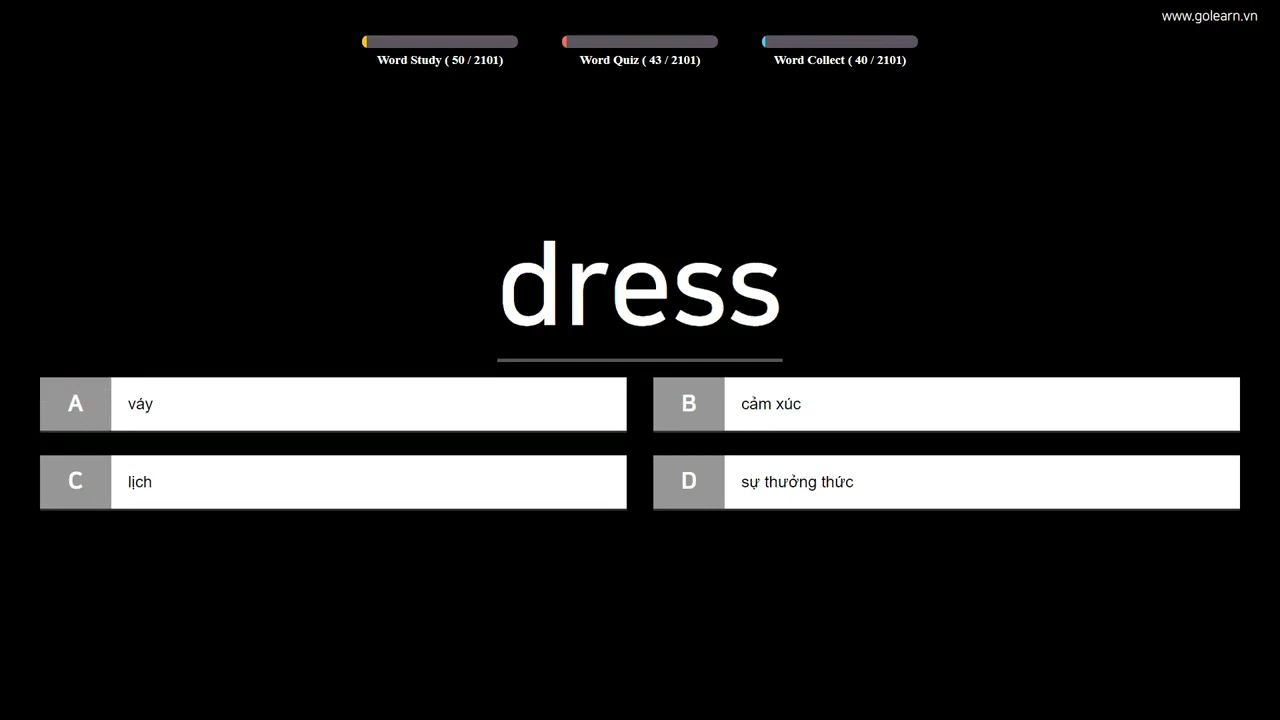 www.golearn.vn
Word Study ( 50 / 2101)
Word Quiz ( 43 / 2101)
Word Collect ( 40 / 2101)
dress
A váy
B cảm xúc
C lịch
D sự thưởng thức